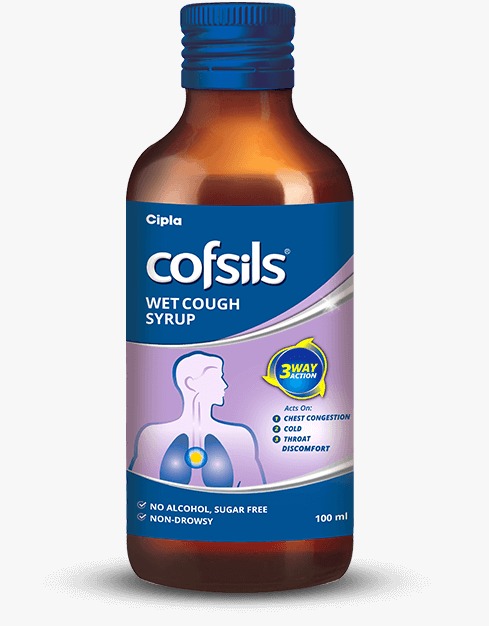 Cipla
cofsils®
WET COUGH
SYRUP
3 WAY
ACTION
Acts On:
1 CHEST CONGESTION
2 COLD
3 THROAT
DISCOMFORT
NO ALCOHOL, SUGAR FREE
NON-DROWSY
100 ml